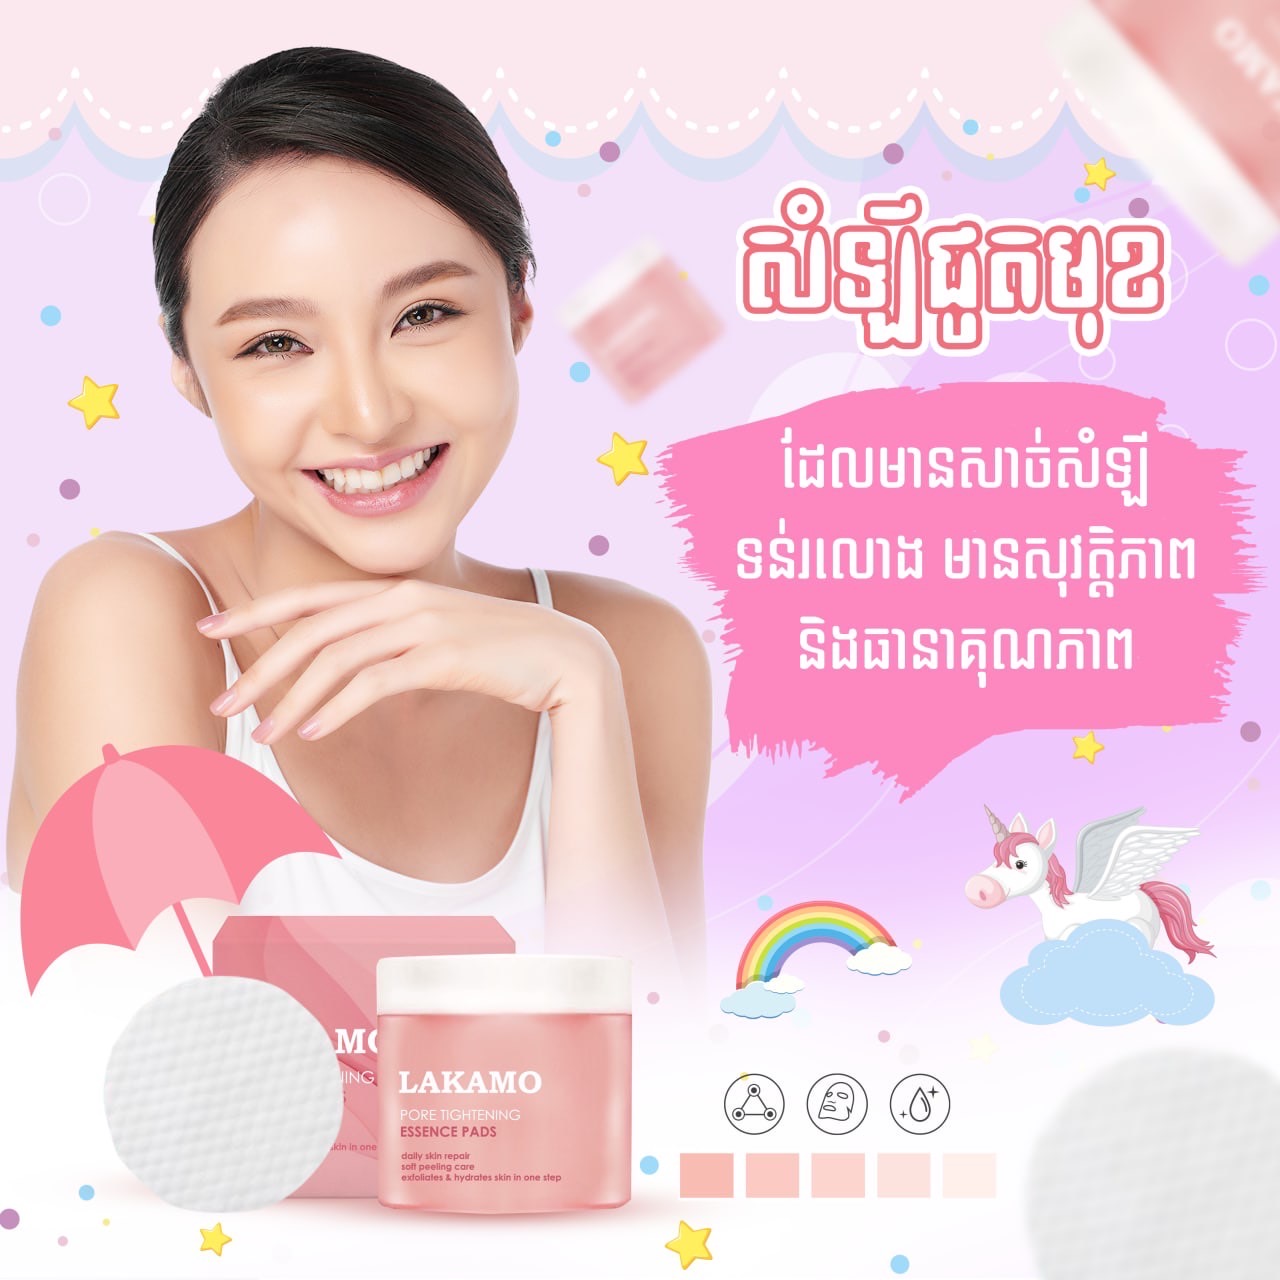 សំឡីជូតមុខ
ដែលមានសាច់សំឡី
ទន់រលោង មានសុវត្ថិភាព
និងធានាគុណភាព
LAKAMO
PORE TIGHTENING
ESSENCE PADS
daily skin repair
soft peeling care
exfoliates & hydrates skin in one step